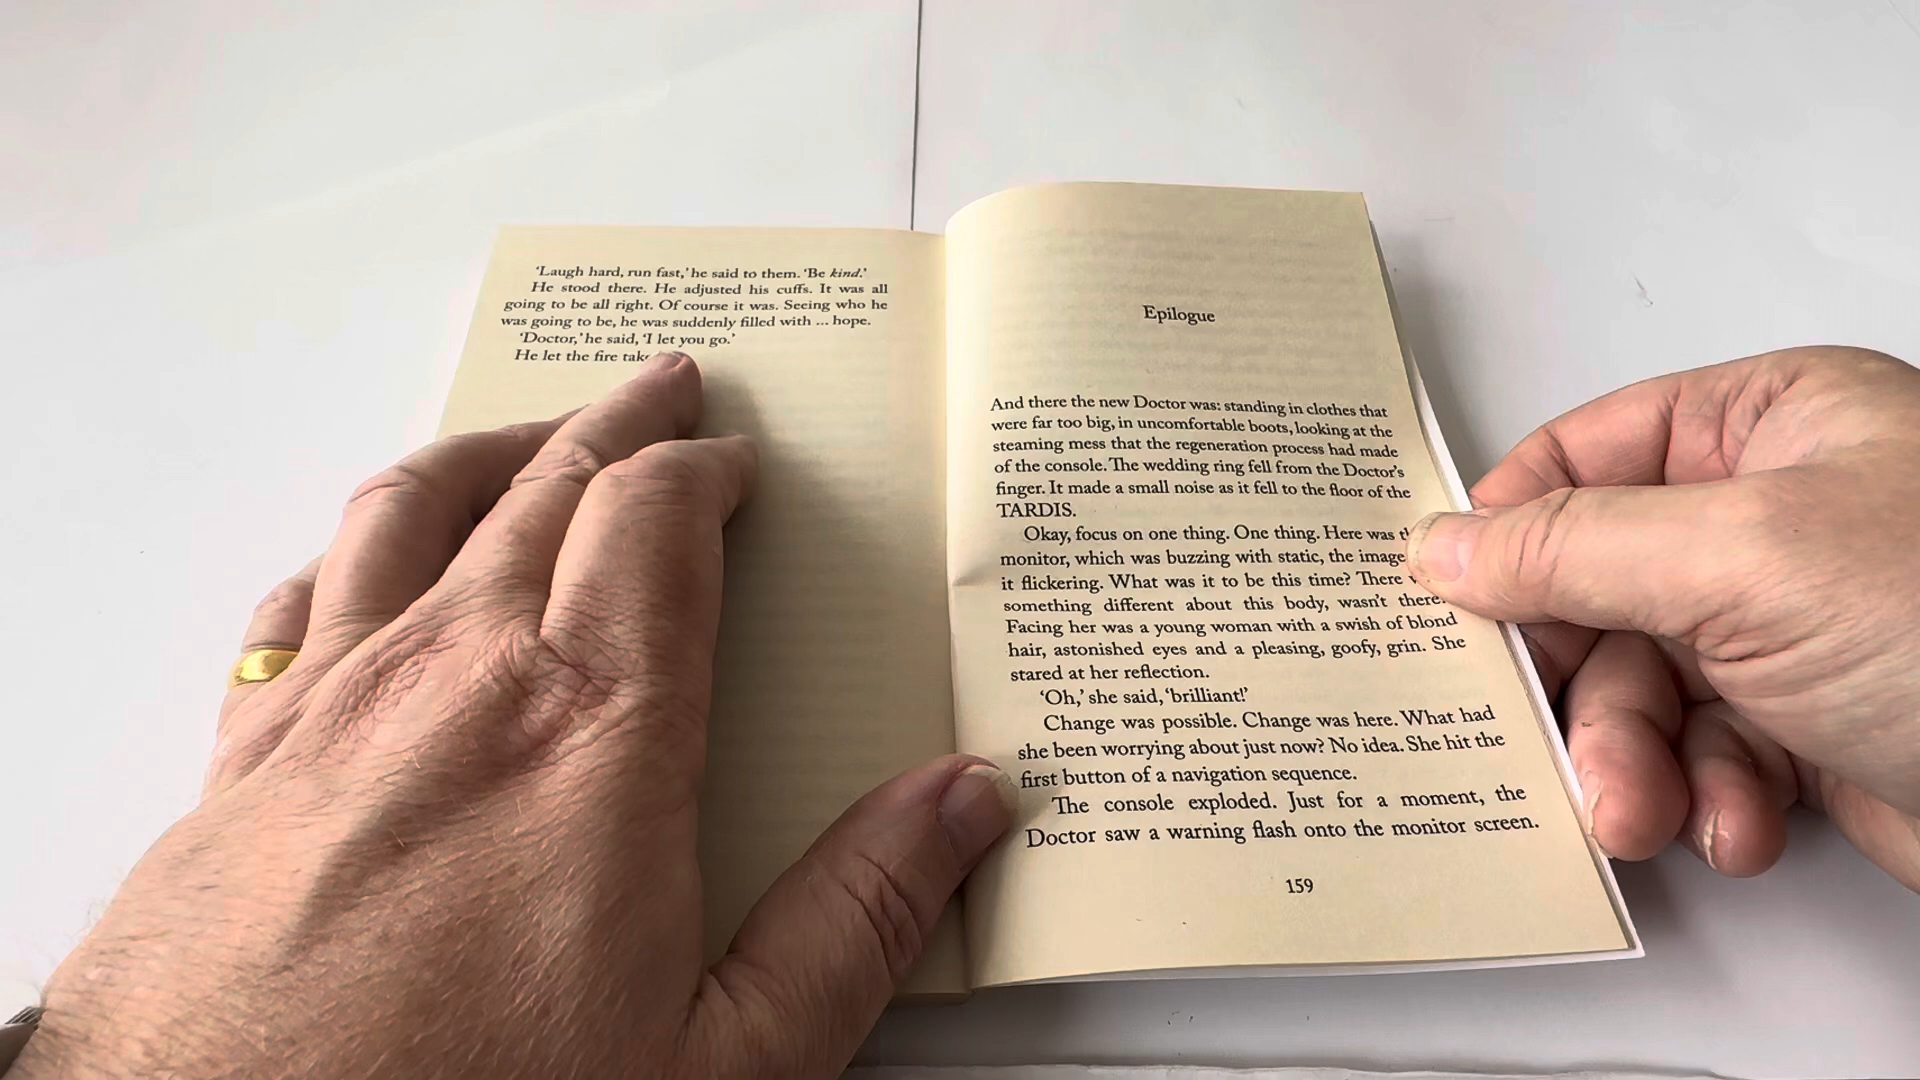 ‘Laugh hard, run fast,’ he said to them. ‘Be kind.’
He stood there. He adjusted his cuffs. It was all
going to be all right. Of course it was. Seeing who he
was going to be, he was suddenly filled with ... hope.
‘Doctor,’ he said, ‘I let you go.’
He let the fire
Epilogue
And there the new Doctor was: standing in clothes that
were far too big, in uncomfortable boots, looking at the
steaming mess that the regeneration process had made
of the console. The wedding ring fell from the Doctor’s
finger. It made a small noise as it fell to the floor of the
TARDIS.
Okay, focus on one thing. One thing. Here was
monitor, which was buzzing with static, the image
it flickering. What was it to be this time? There
something different about this body, wasn’t there
Facing her was a young woman with a swish of blond
hair, astonished eyes and a pleasing, goofy, grin. She
stared at her reflection.
‘Oh,’ she said, ‘brilliant!’
Change was possible. Change was here. What had
she been worrying about just now? No idea. She hit the
first button of a navigation sequence.
The console exploded. Just for a moment, the
Doctor saw a warning flash onto the monitor screen.
159